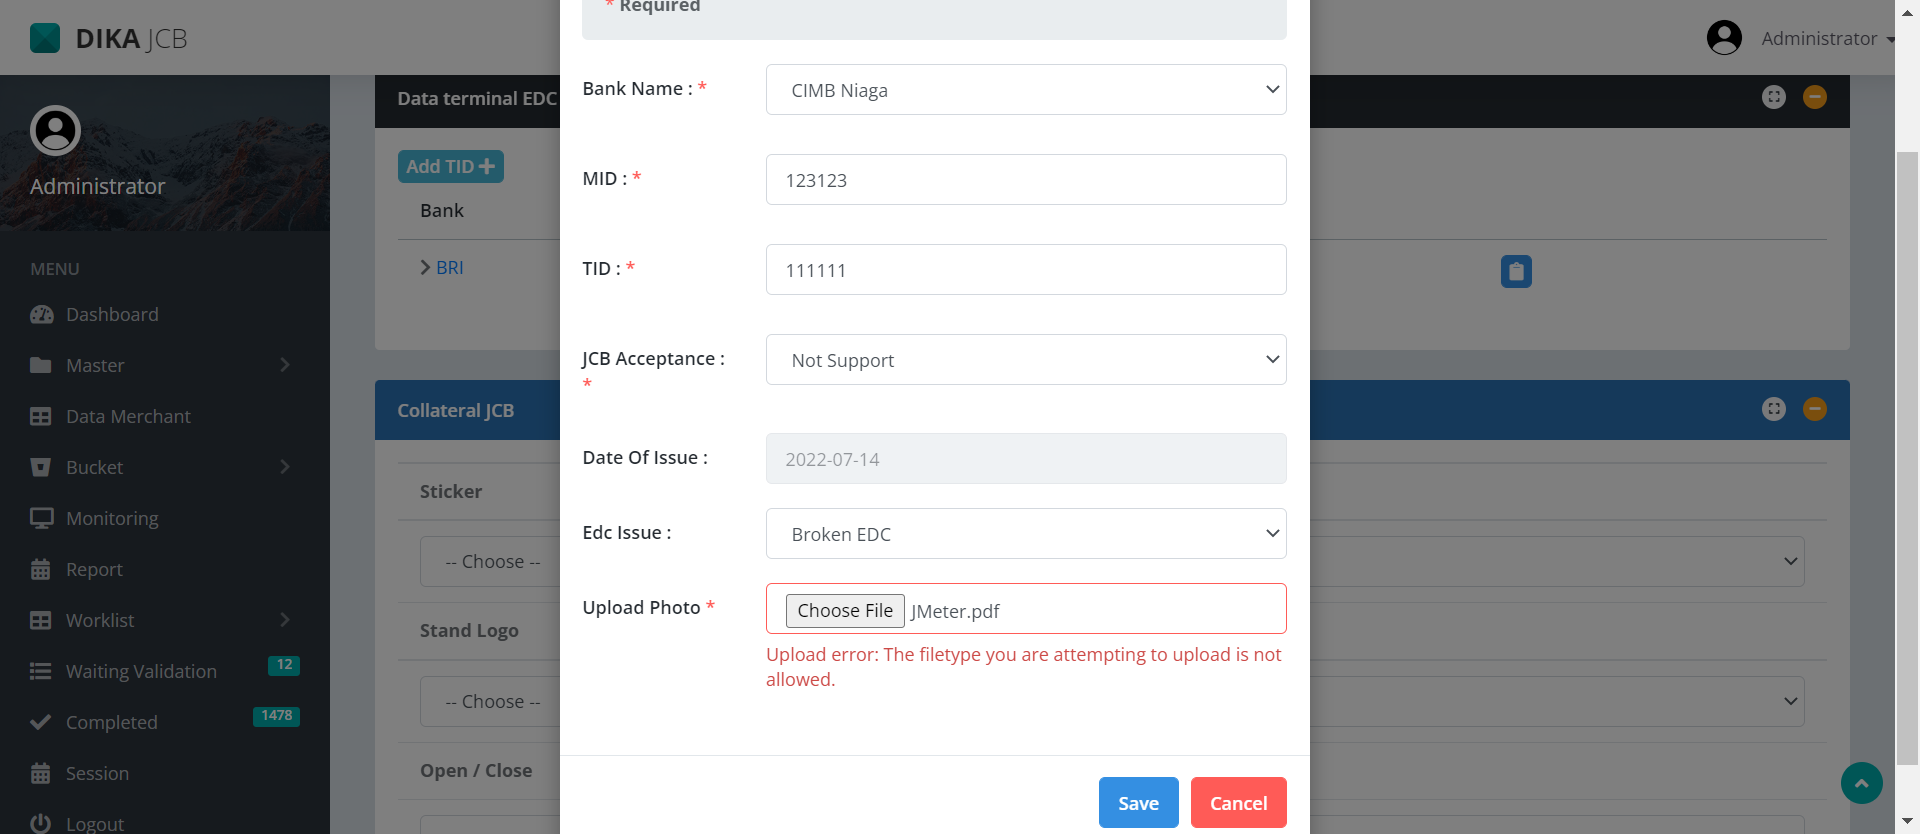 DIKA JCB
Administrator
Administrator
MENU
Dashboard
Master
Data Merchant
Bucket
Monitoring
Report
Worklist
Waiting Validation 12
Completed 1478
Session
Logout
Data terminal EDC
Add TID
Bank
BRI
Collateral JCB
Sticker
-- Choose --
Stand Logo
-- Choose --
Open / Close
* Required
Bank Name : *
CIMB Niaga
MID : *
123123
TID : *
111111
JCB Acceptance :
*
Not Support
Date Of Issue :
2022-07-14
Edc Issue :
Broken EDC
Upload Photo *
Choose File JMeter.pdf
Upload error: The filetype you are attempting to upload is not
allowed.
Save
Cancel